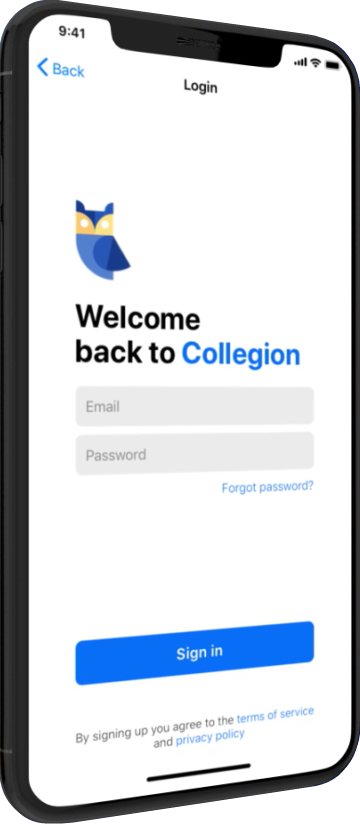 9:41
Back
Login
Welcome
back to Collegion
Email
Password
Forgot password?
Sign in
By signing up you agree to the terms of service
and privacy policy